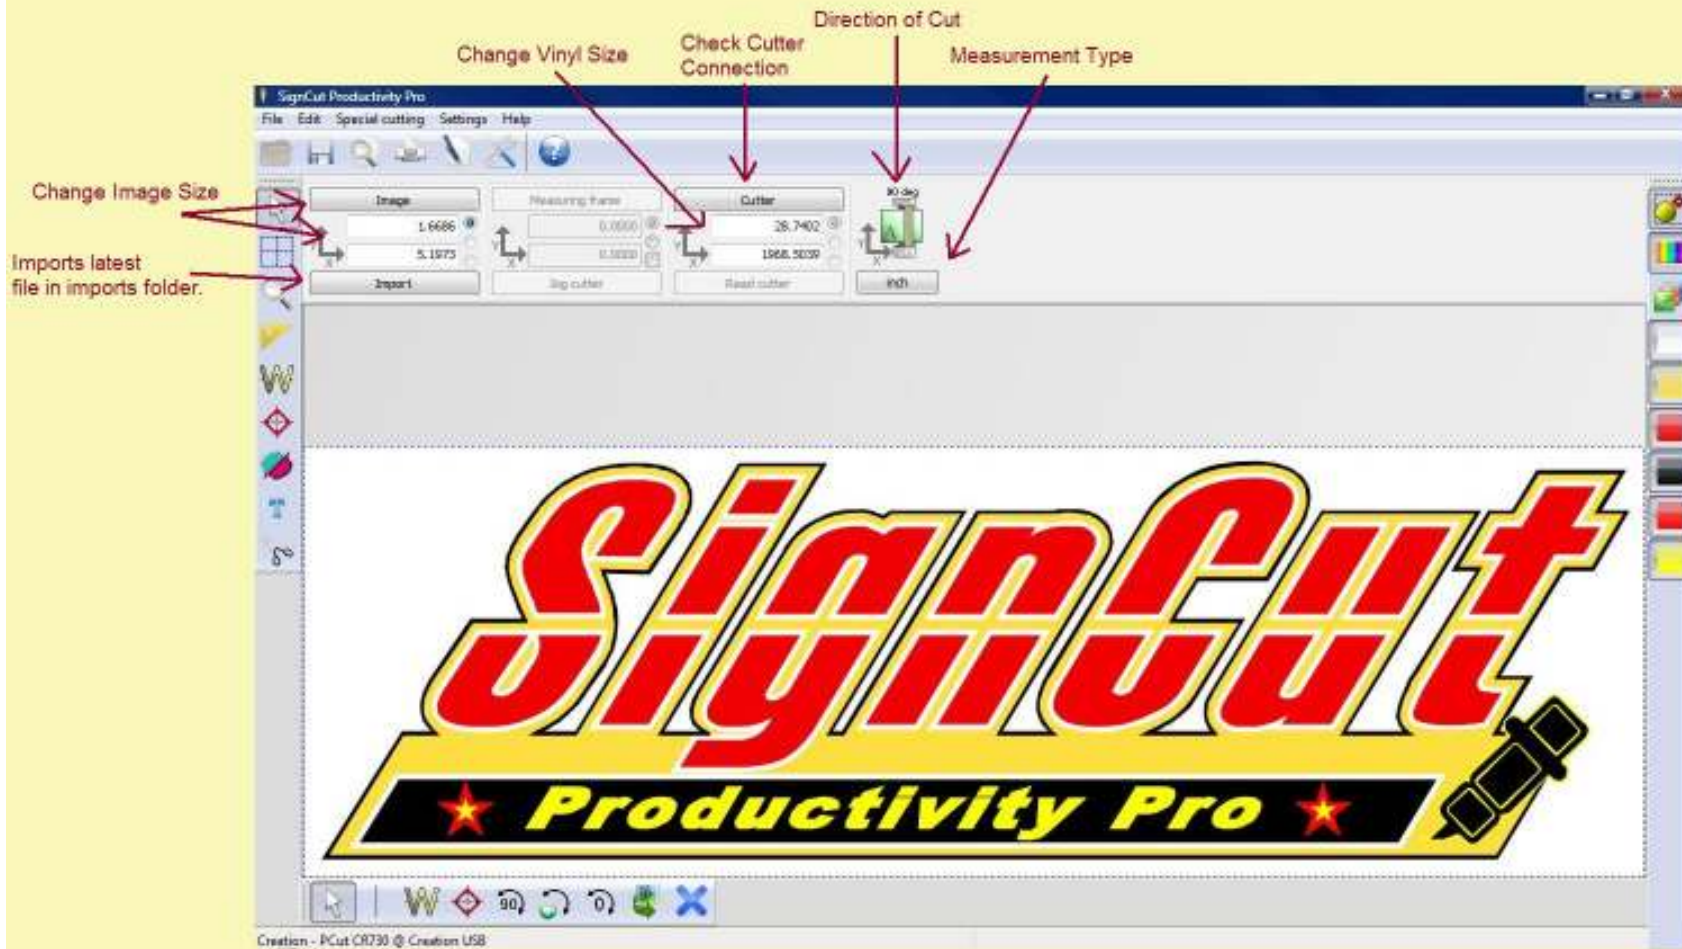 Direction of Cut
Change Vinyl Size
Check Cutter
Connection
Measurement Type
SignCut Productivity Pro
File Edit Special cutting Settings Help
Change Image Size
Image
Measuring frame
Cutter
90 deg
1.6686
0.0000
28.7402
Y
Y
Y
A
5.1973
0.0000
1968.5039
X
X
X
Imports latest
file in imports folder.
Import
Jog cutter
Read cutter
inch
W
SignCut
Productivity Pro
W
90
0
Creation - PCut CR730 @ Creation USB